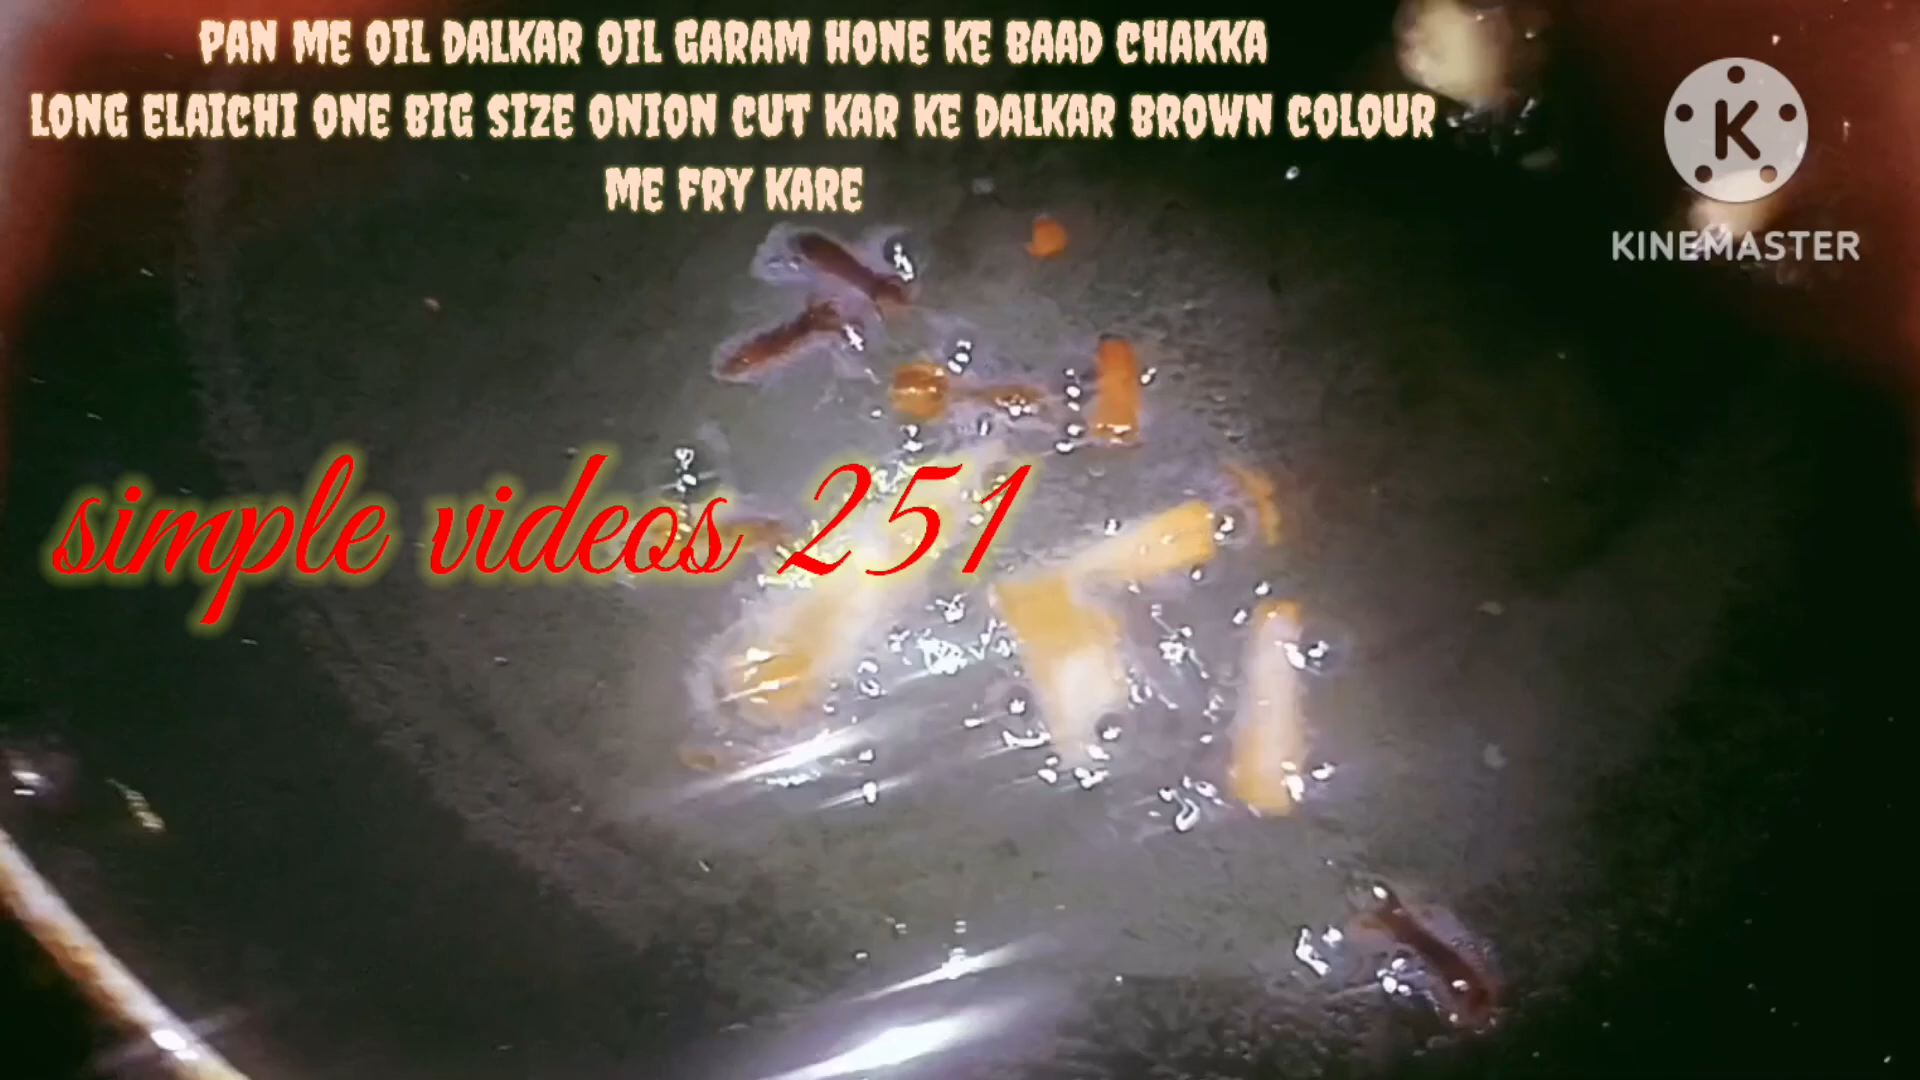 PAN ME OIL DALKAR OIL GARAM HONE KE BAAD CHAKKA
LONG ELAICHI ONE BIG SIZE ONION CUT KAR KE DALKAR BROWN COLOUR
ME FRY KARE
K
KINEMASTER
simple videos 251